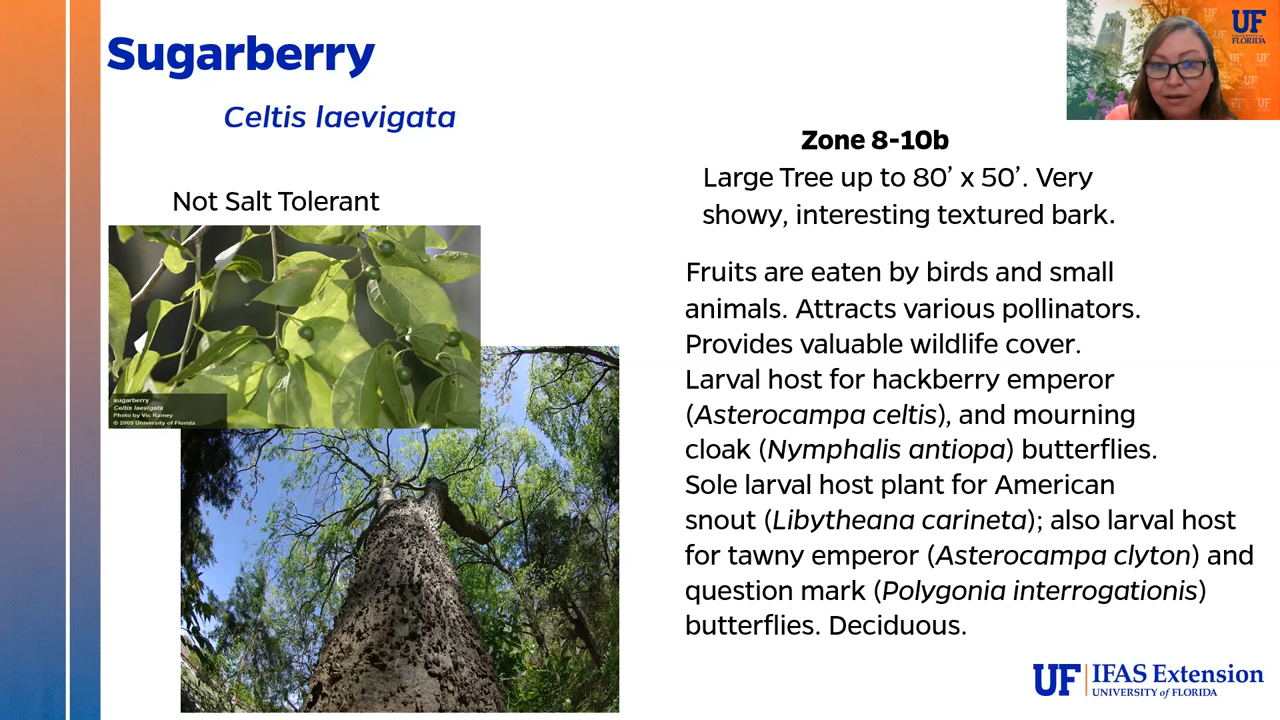 Sugarberry
Celtis laevigata
Not Salt Tolerant
sugarberry
Celtis laevigata
Photo by Vic Ramey
© 2005 University of Florida
Zone 8-10b
Large Tree up to 80’ x 50’. Very
showy, interesting textured bark.
Fruits are eaten by birds and small
animals. Attracts various pollinators.
Provides valuable wildlife cover.
Larval host for hackberry emperor
(Asterocampa celtis), and mourning
cloak (Nymphalis antiopa) butterflies.
Sole larval host plant for American
snout (Libytheana carineta); also larval host
for tawny emperor (Asterocampa clyton) and
question mark (Polygonia interrogationis)
butterflies. Deciduous.
UF
UNIVERSITY of
FLORIDA
UF IFAS Extension
UNIVERSITY of FLORIDA